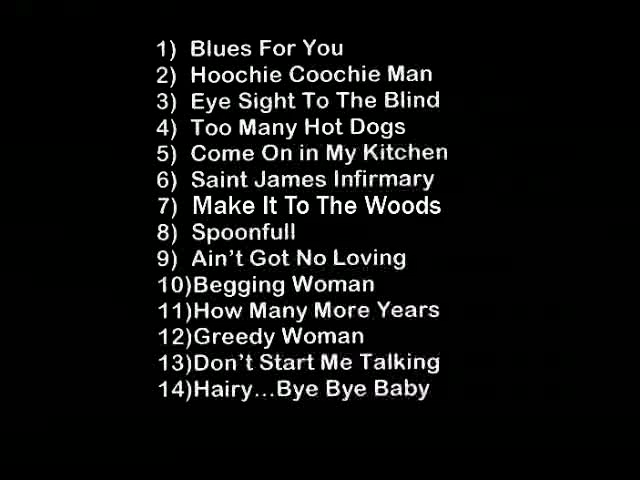 1) Blues For You
2) Hoochie Coochie Man
3) Eye Sight To The Blind
4) Too Many Hot Dogs
5) Come On in My Kitchen
6) Saint James Infirmary
7) Make It To The Woods
8) Spoonfull
9) Ain't Got No Loving
10)Begging Woman
11)How Many More Years
12)Greedy Woman
13)Don't Start Me Talking
14)Hairy...Bye Bye Baby